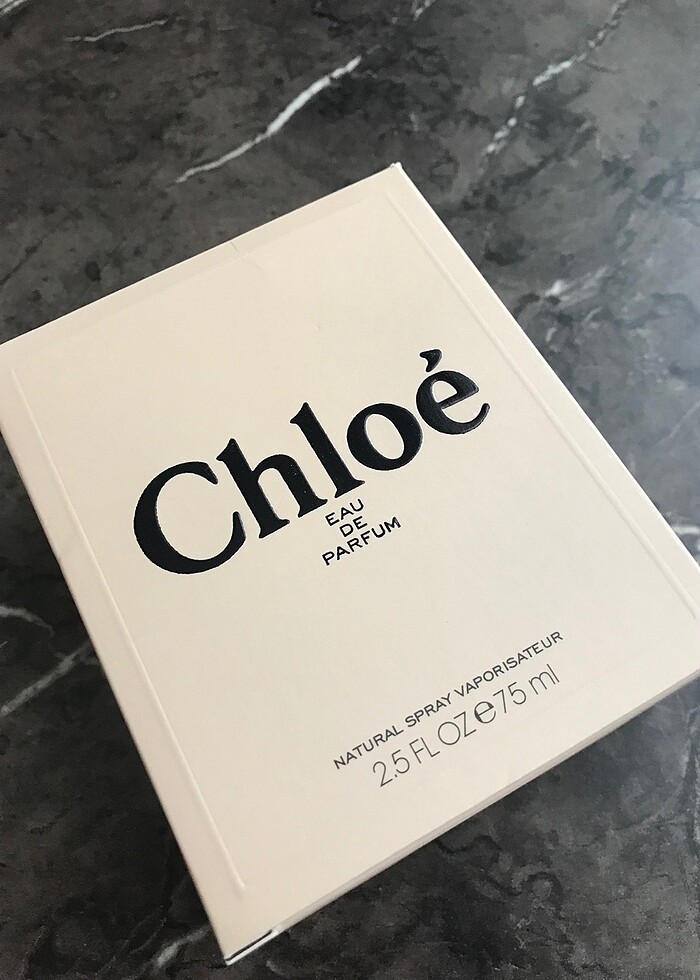 Chloé
EAU
DE
PARFUM
NATURAL SPRAY VAPORISATEUR
2.5 FL OZ ℮ 75 ml